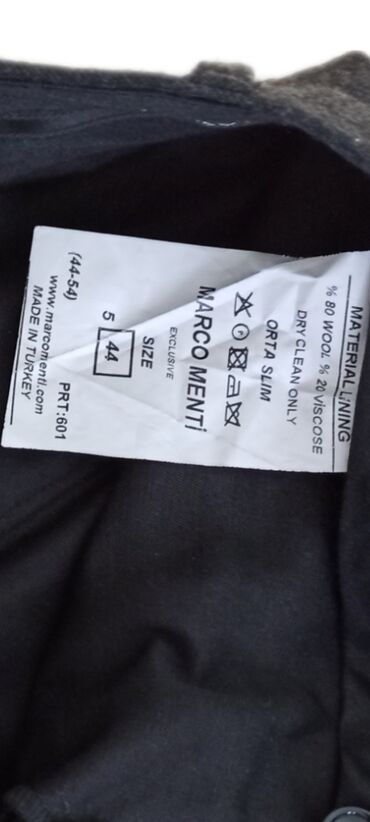 MATERIAL LINING
% 80 WOOL % 20 VISCOSE
DRY CLEAN ONLY
ORTA SLIM
P
MARCO MENTİ
EXCLUSIVE
SIZE
5 44
PRT:601
(44-54)
www.marcomenti.com
MADE IN TURKEY